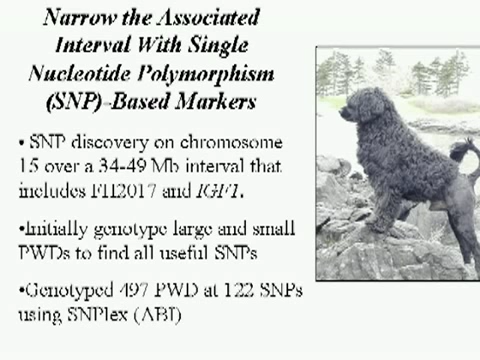 Narrow the Associated
Interval With Single
Nucleotide Polymorphism
(SNP)-Based Markers
• SNP discovery on chromosome
15 over a 34-49 Mb interval that
includes FH2017 and IGF1.
•Initially genotype large and small
PWDs to find all useful SNPs
•Genotyped 497 PWD at 122 SNPs
using SNPlex (ABI)